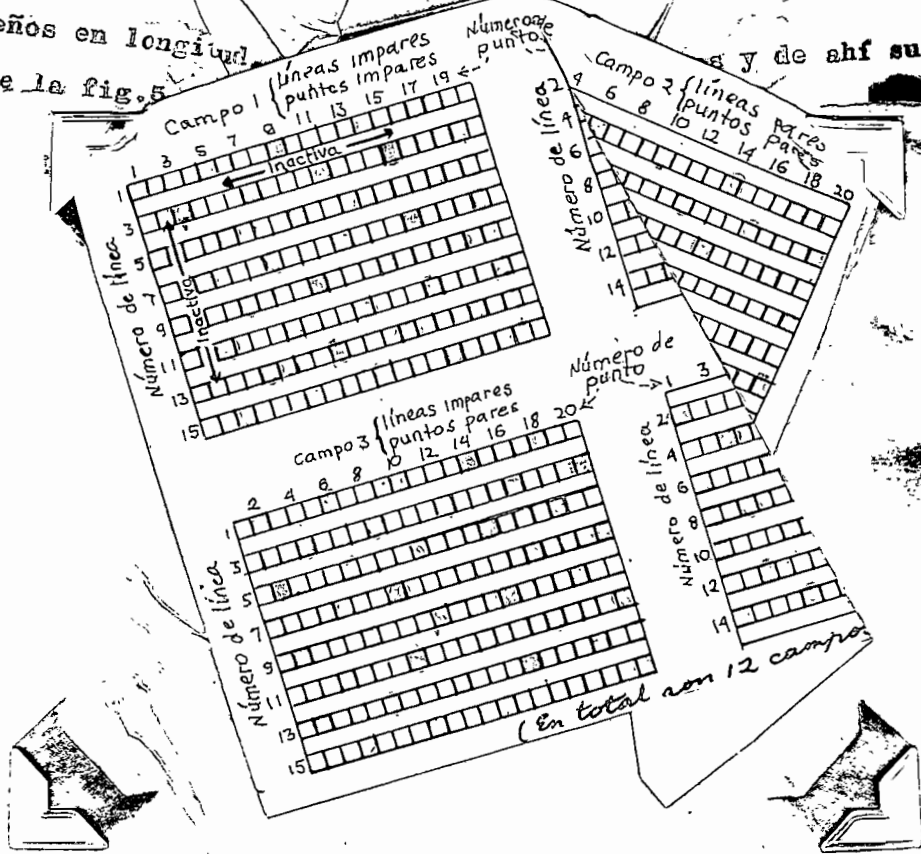 eños en longiud
s y de ahí su
e la fig.5
Campo 1 { líneas impares
puntos impares
Número de
punto
1 3 5 7 9 11 13 15 17 19
Inactiva
Inactiva
Número de línea
1
3
5
7
9
11
13
15
Campo 2 { líneas pares
puntos pares
4 6 8 10 12 14 16 18 20
Número de línea
2
4
6
8
10
12
14
Campo 3 { líneas impares
puntos pares
Número de
punto
2 4 6 8 10 12 14 16 18 20
Número de línea
1
3
5
7
9
11
13
15
1 3
Número de línea
2
4
6
8
10
12
14
(En total son 12 campos